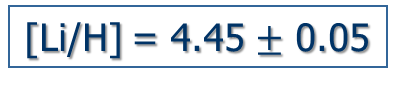 [Li/H] = 4.45 ± 0.05